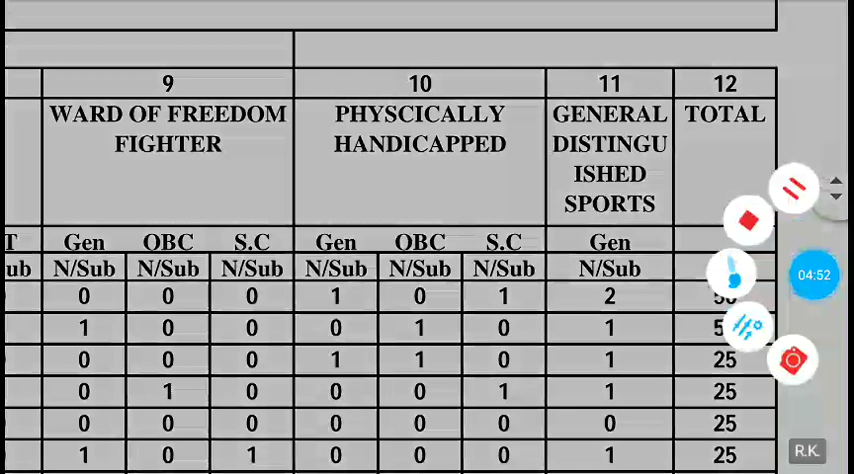 9 10 11 12
WARD OF FREEDOM PHYSCICALLY GENERAL TOTAL
FIGHTER HANDICAPPED DISTINGU
ISHED
SPORTS
T Gen OBC S.C Gen OBC S.C Gen
ub N/Sub N/Sub N/Sub N/Sub N/Sub N/Sub N/Sub
0 0 0 1 0 1 2
1 0 0 0 1 0 1
0 0 0 1 1 0 1 25
0 1 0 0 0 1 1 25
0 0 0 0 0 0 0 25
1 0 1 0 0 0 1 25
04:52
R.K.